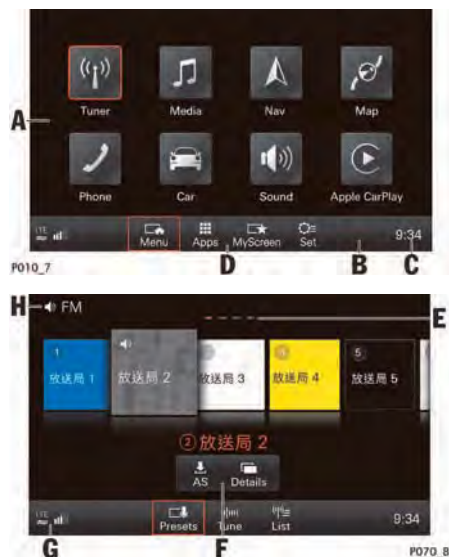 Tuner Media Nav Map
A
Phone Car Sound Apple CarPlay
LTE Menu Apps MyScreen Set 9:34
D B C
P010_7
H FM E
1 5
放送局 1 放送局 2 放送局 3 放送局 4 放送局 5
②放送局 2
AS Details
LTE Presets Tune List 9:34
G F P070_8